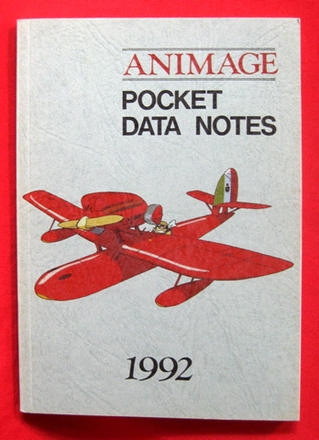 ANIMAGE
POCKET
DATA NOTES
1992